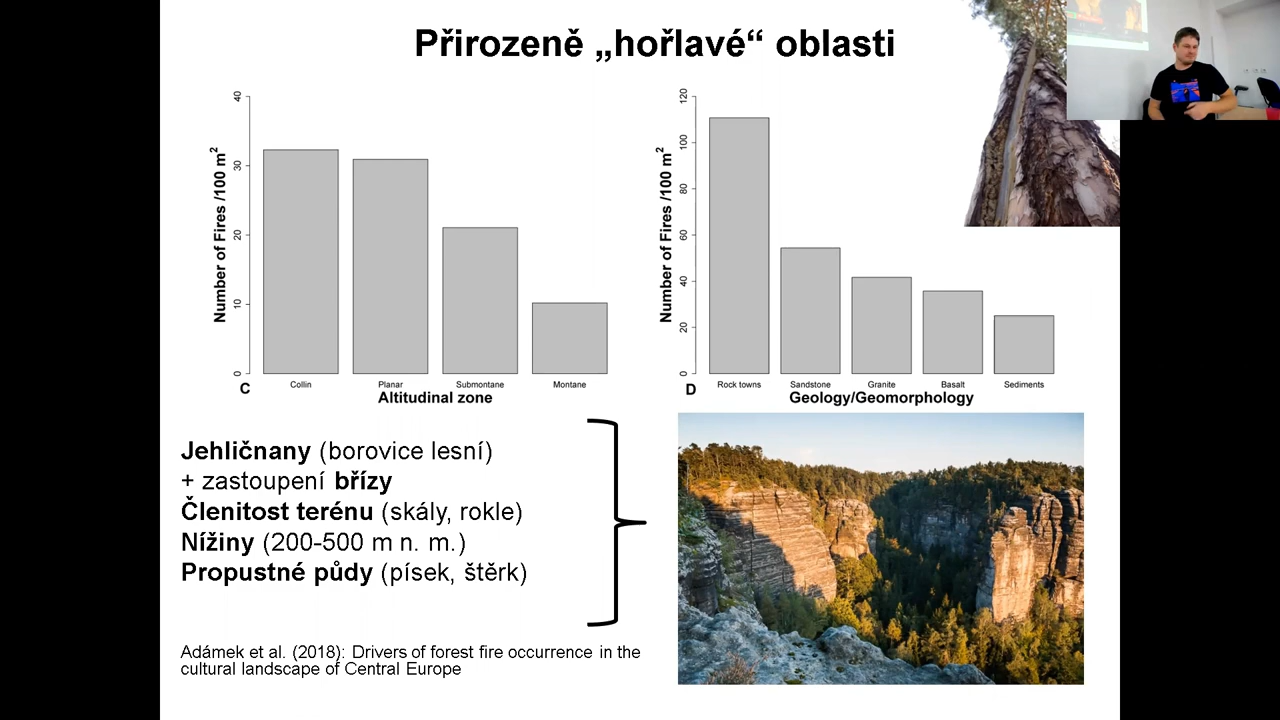 Přirozeně „hořlavé“ oblasti
Number of Fires /100 m²
40
30
20
10
0
C
Collin
Planar
Submontane
Montane
Altitudinal zone
Number of Fires /100 m²
120
100
80
60
40
20
0
D
Rock towns
Sandstone
Granite
Basalt
Sediments
Geology/Geomorphology
Jehličnany (borovice lesní)
+ zastoupení břízy
Členitost terénu (skály, rokle)
Nížiny (200-500 m n. m.)
Propustné půdy (písek, štěrk)
Adámek et al. (2018): Drivers of forest fire occurrence in the
cultural landscape of Central Europe